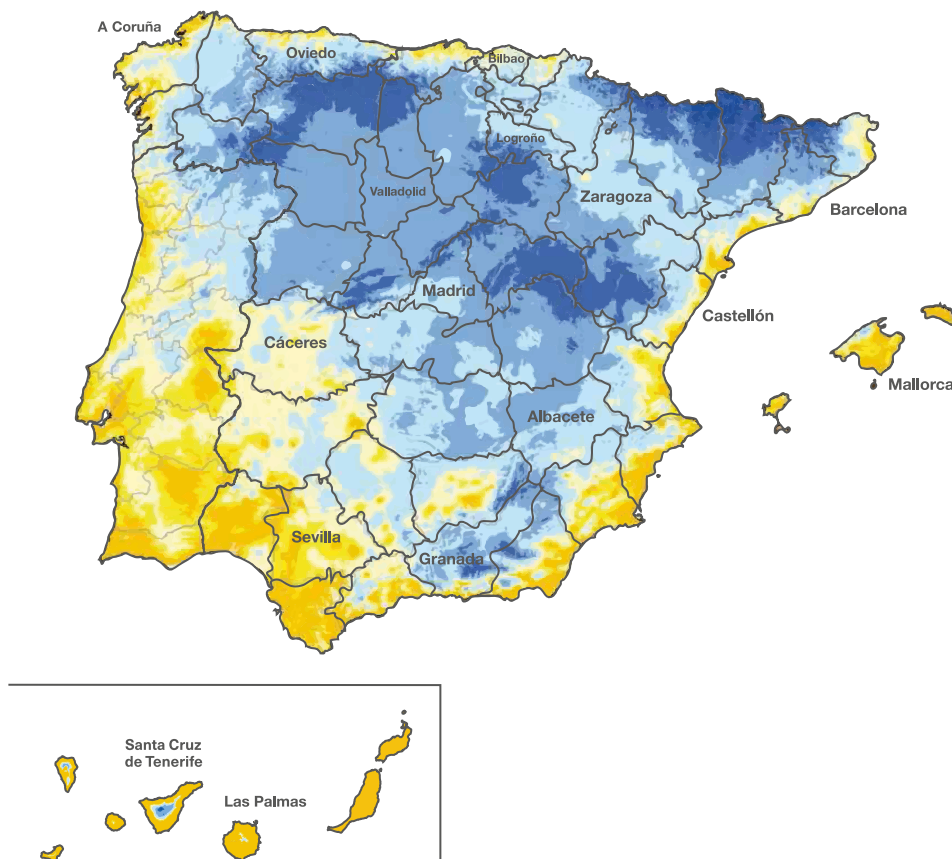 A Coruña
Oviedo
Bilbao
Logroño
Valladolid
Zaragoza
Barcelona
Madrid
Castellón
Cáceres
Mallorca
Albacete
Sevilla
Granada
Santa Cruz
de Tenerife
Las Palmas